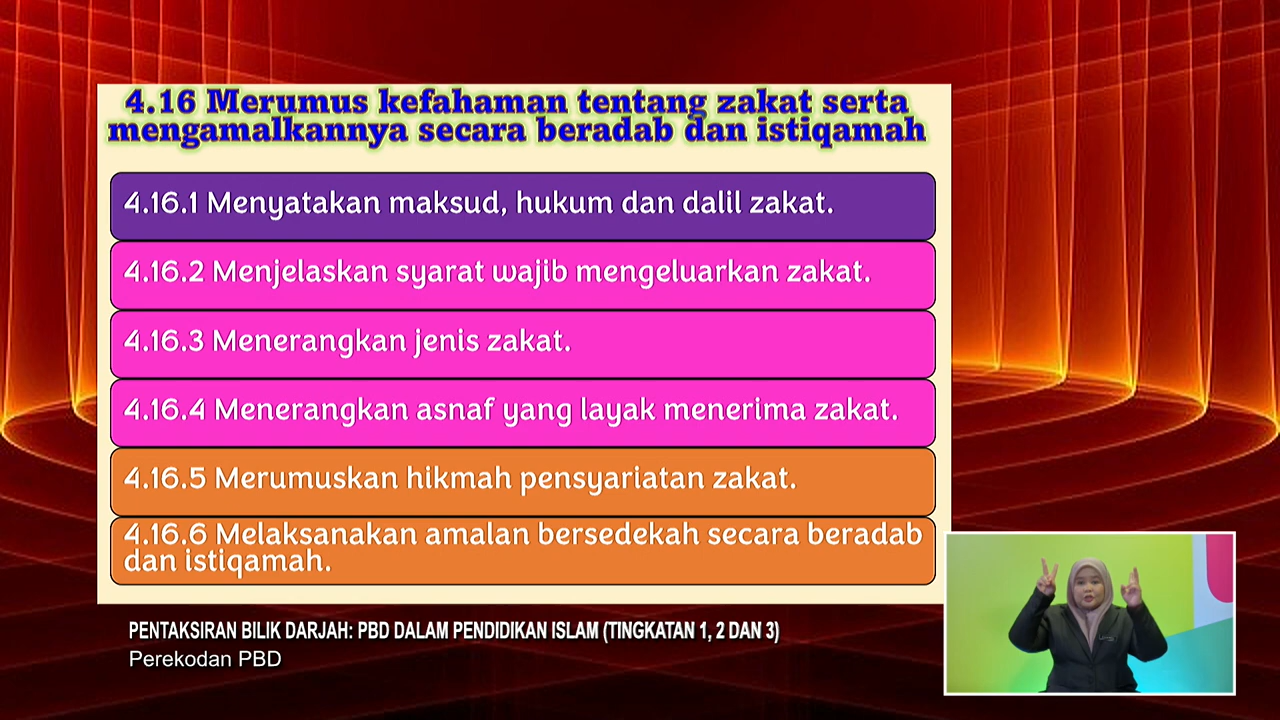 4.16 Merumus kefahaman tentang zakat serta
mengamalkannya secara beradab dan istiqamah
4.16.1 Menyatakan maksud, hukum dan dalil zakat.
4.16.2 Menjelaskan syarat wajib mengeluarkan zakat.
4.16.3 Menerangkan jenis zakat.
4.16.4 Menerangkan asnaf yang layak menerima zakat.
4.16.5 Merumuskan hikmah pensyariatan zakat.
4.16.6 Melaksanakan amalan bersedekah secara beradab
dan istiqamah.
PENTAKSIRAN BILIK DARJAH: PBD DALAM PENDIDIKAN ISLAM (TINGKATAN 1, 2 DAN 3)
Perekodan PBD